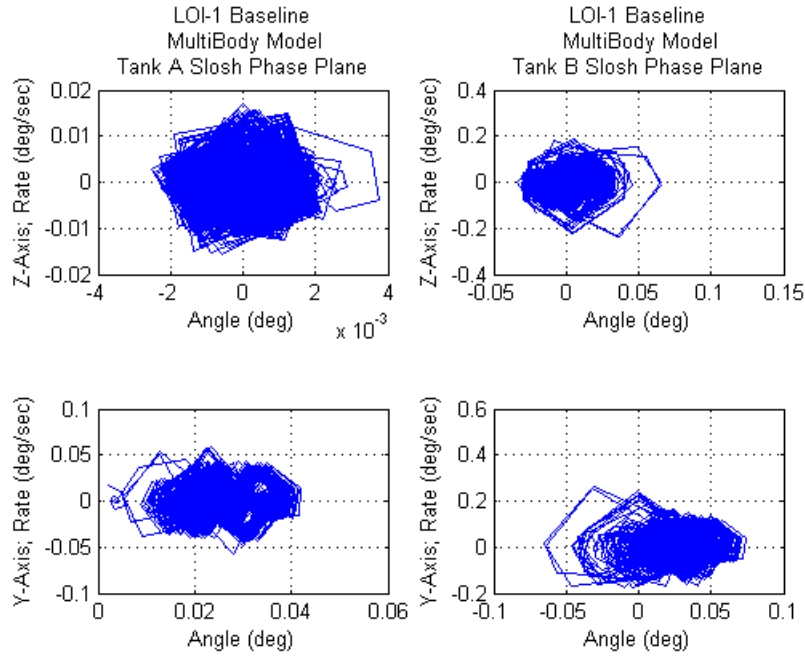 LOI-1 Baseline
MultiBody Model
Tank A Slosh Phase Plane
0.02
0.01
0
-0.01
-0.02
Z-Axis; Rate (deg/sec)
-4
-2
0
2
4
Angle (deg)
x 10^-3
LOI-1 Baseline
MultiBody Model
Tank B Slosh Phase Plane
0.4
0.2
0
-0.2
-0.4
Z-Axis; Rate (deg/sec)
-0.05
0
0.05
0.1
0.15
Angle (deg)
0.1
0.05
0
-0.05
-0.1
Y-Axis; Rate (deg/sec)
0
0.02
0.04
0.06
Angle (deg)
0.6
0.4
0.2
0
-0.2
Y-Axis; Rate (deg/sec)
-0.1
-0.05
0
0.05
0.1
Angle (deg)